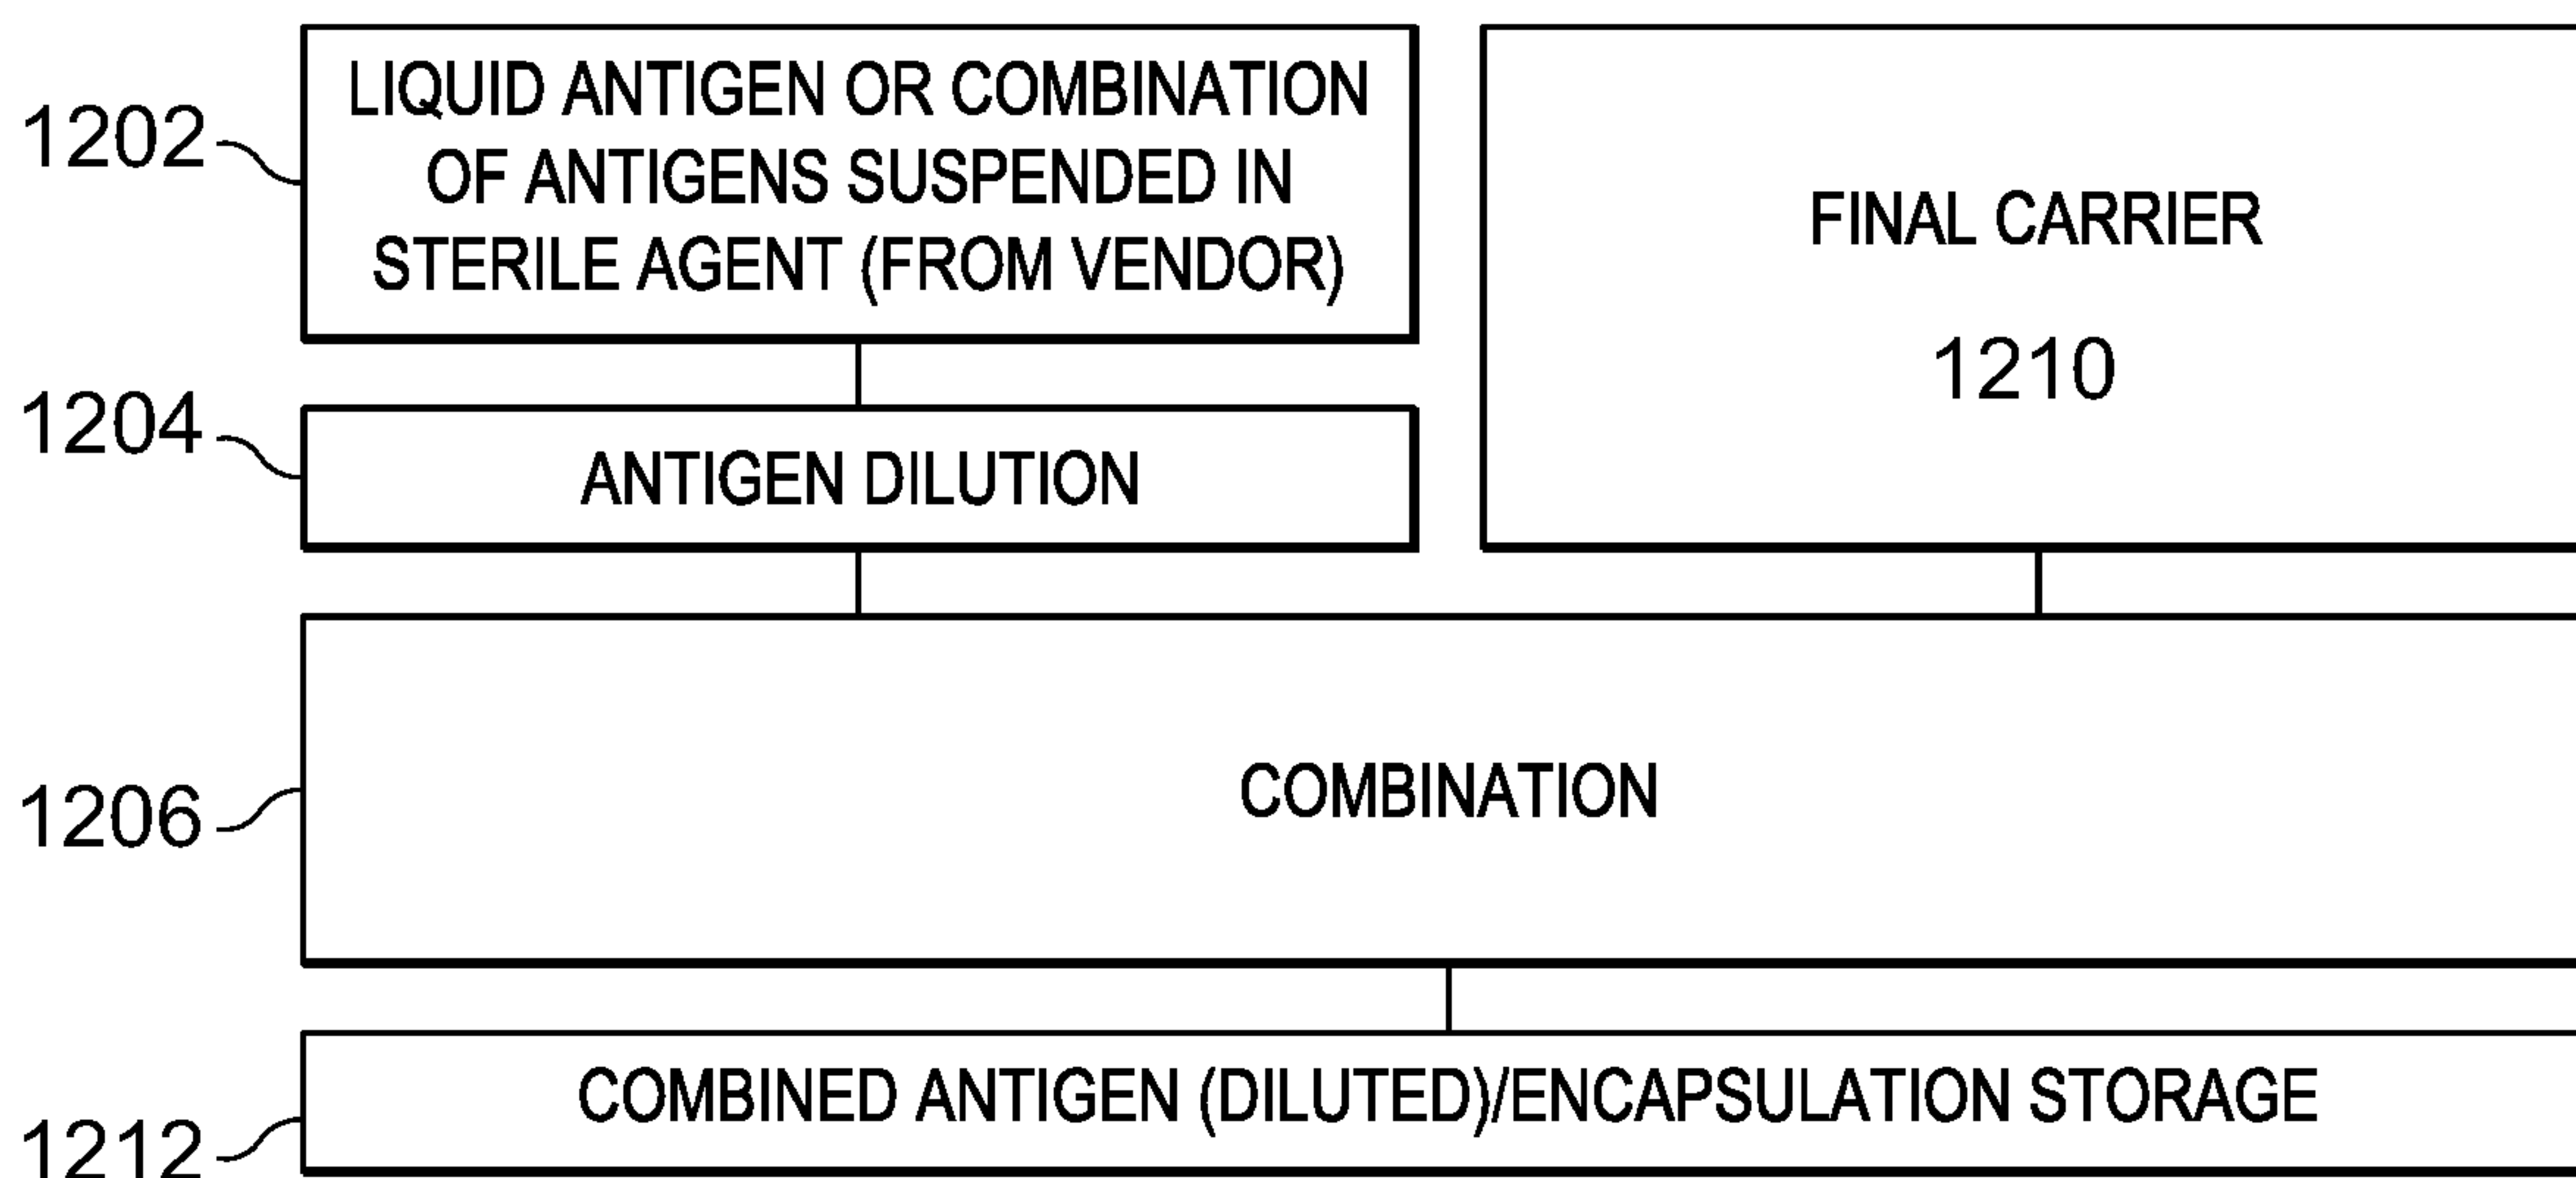 1202
LIQUID ANTIGEN OR COMBINATION
OF ANTIGENS SUSPENDED IN
STERILE AGENT (FROM VENDOR)
FINAL CARRIER
1210
1204
ANTIGEN DILUTION
1206
COMBINATION
1212
COMBINED ANTIGEN (DILUTED)/ENCAPSULATION STORAGE